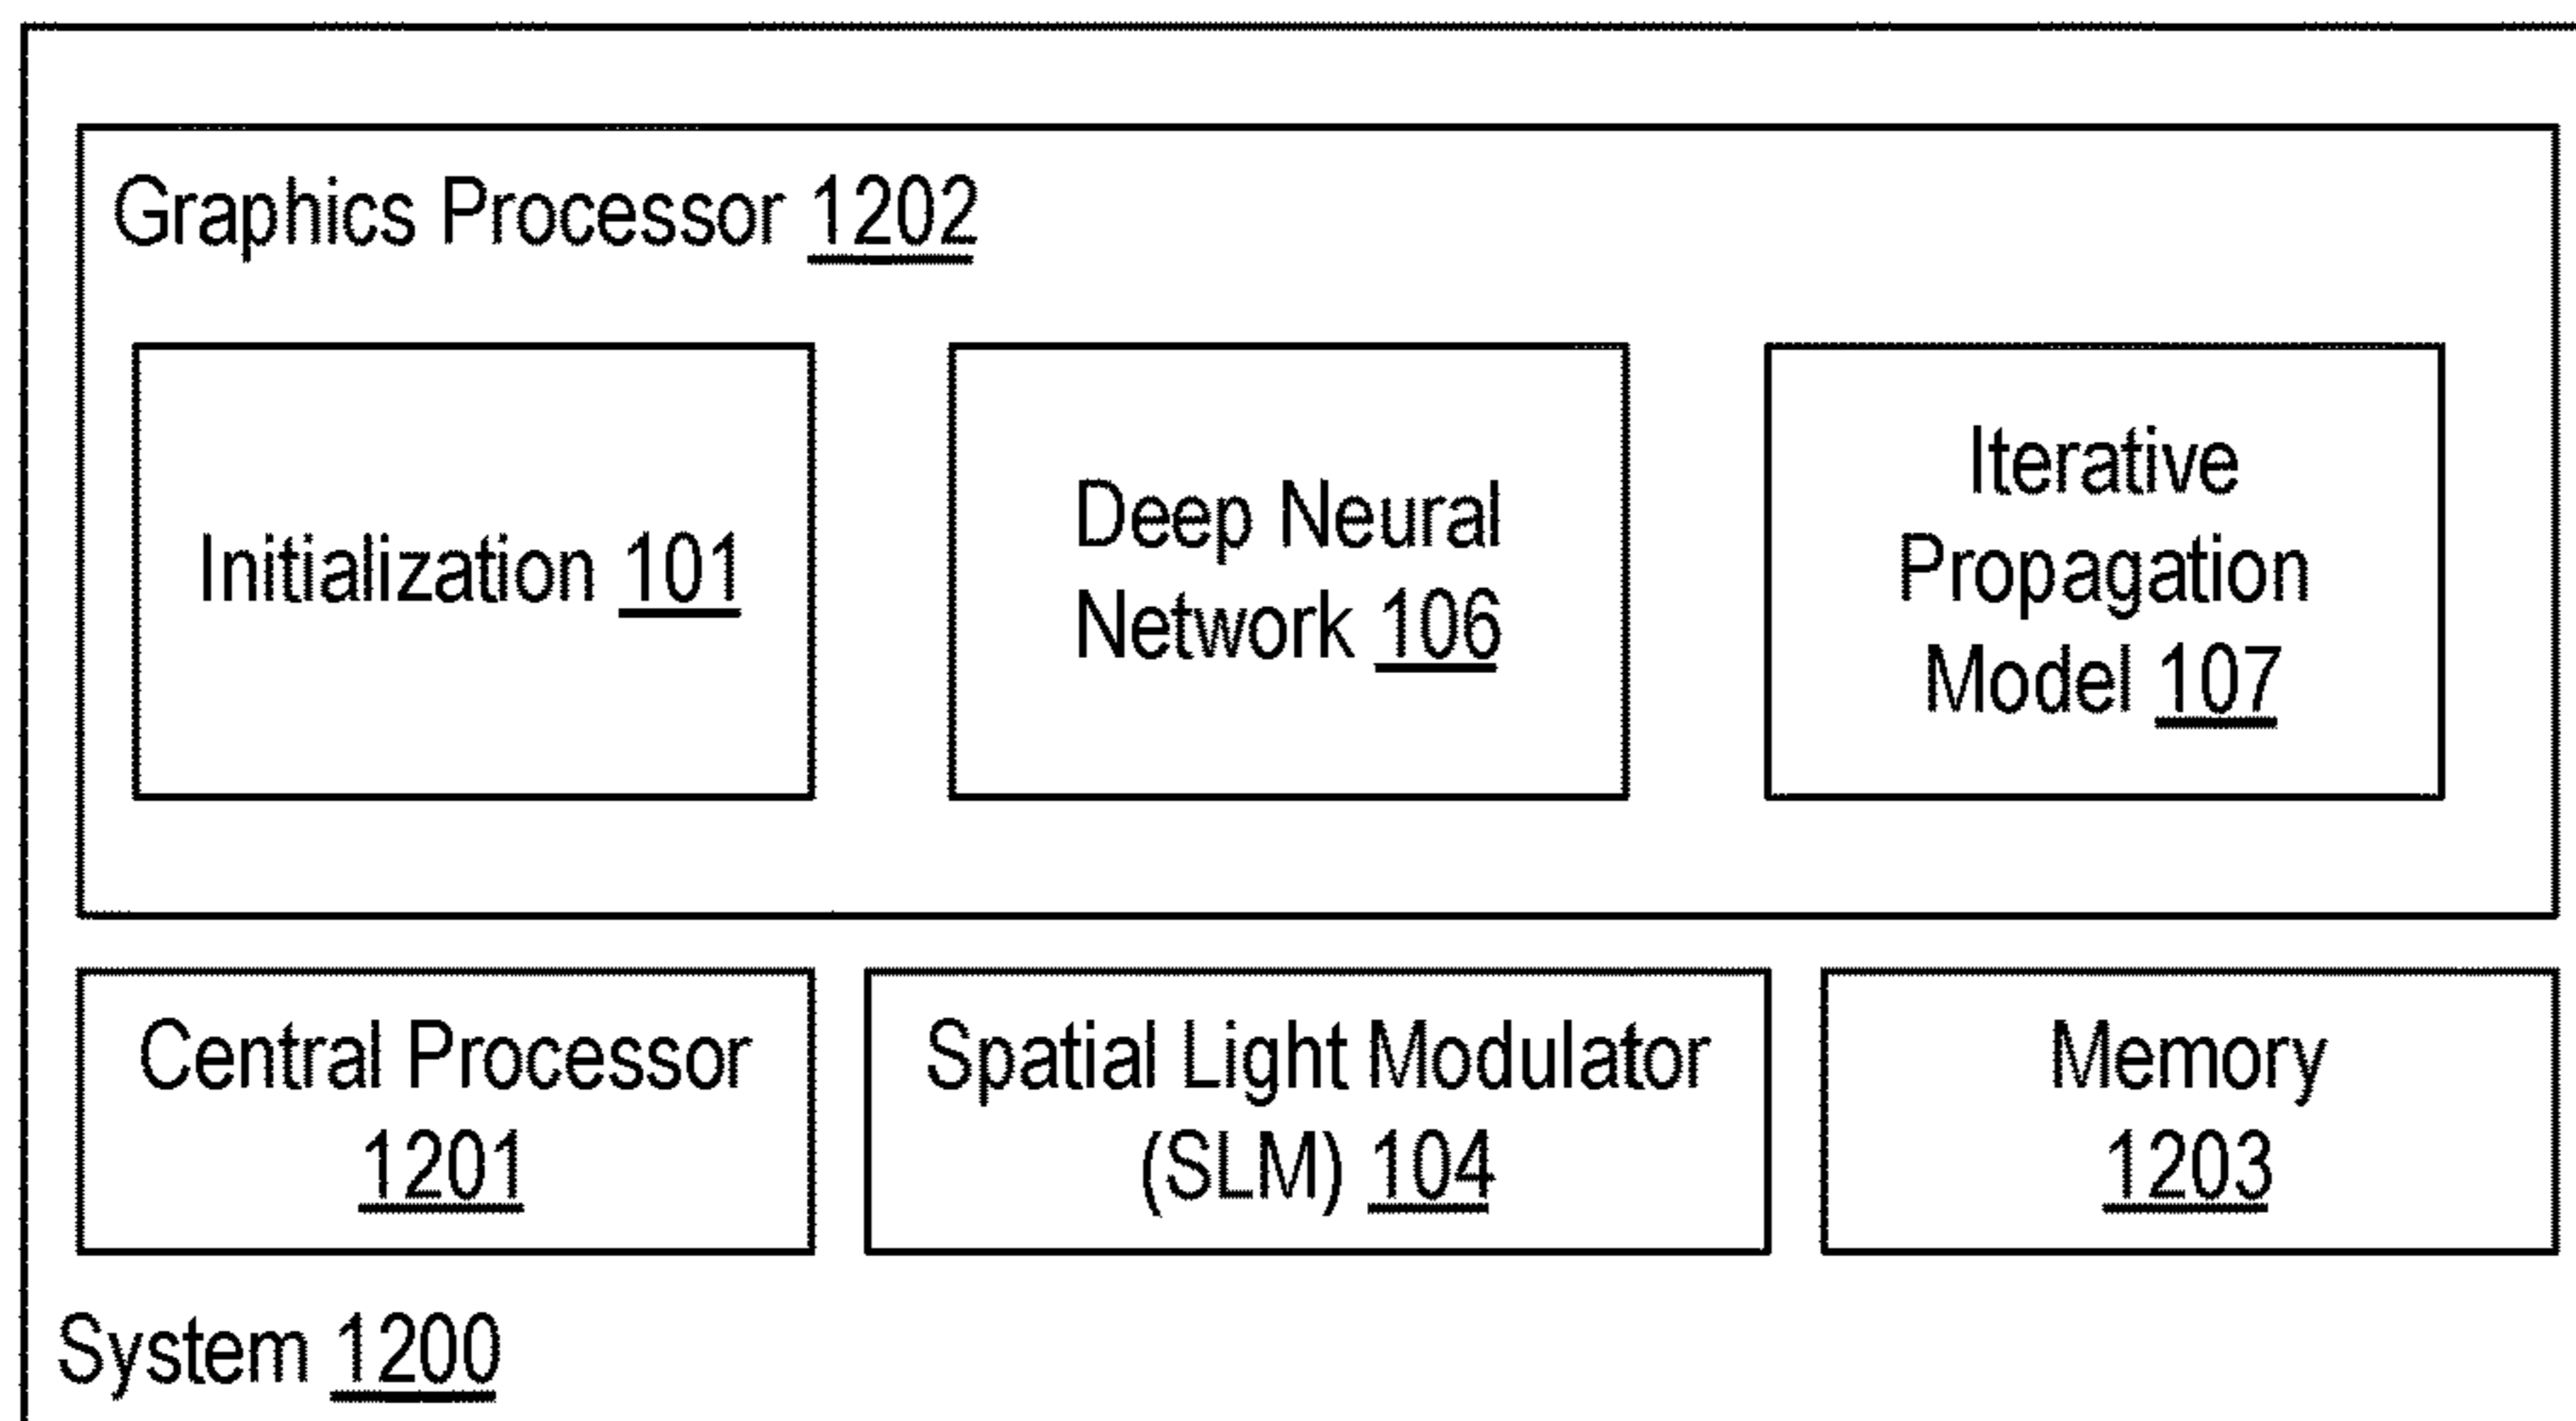 Graphics Processor 1202
Initialization 101
Deep Neural
Network 106
Iterative
Propagation
Model 107
Central Processor
1201
Spatial Light Modulator
(SLM) 104
Memory
1203
System 1200